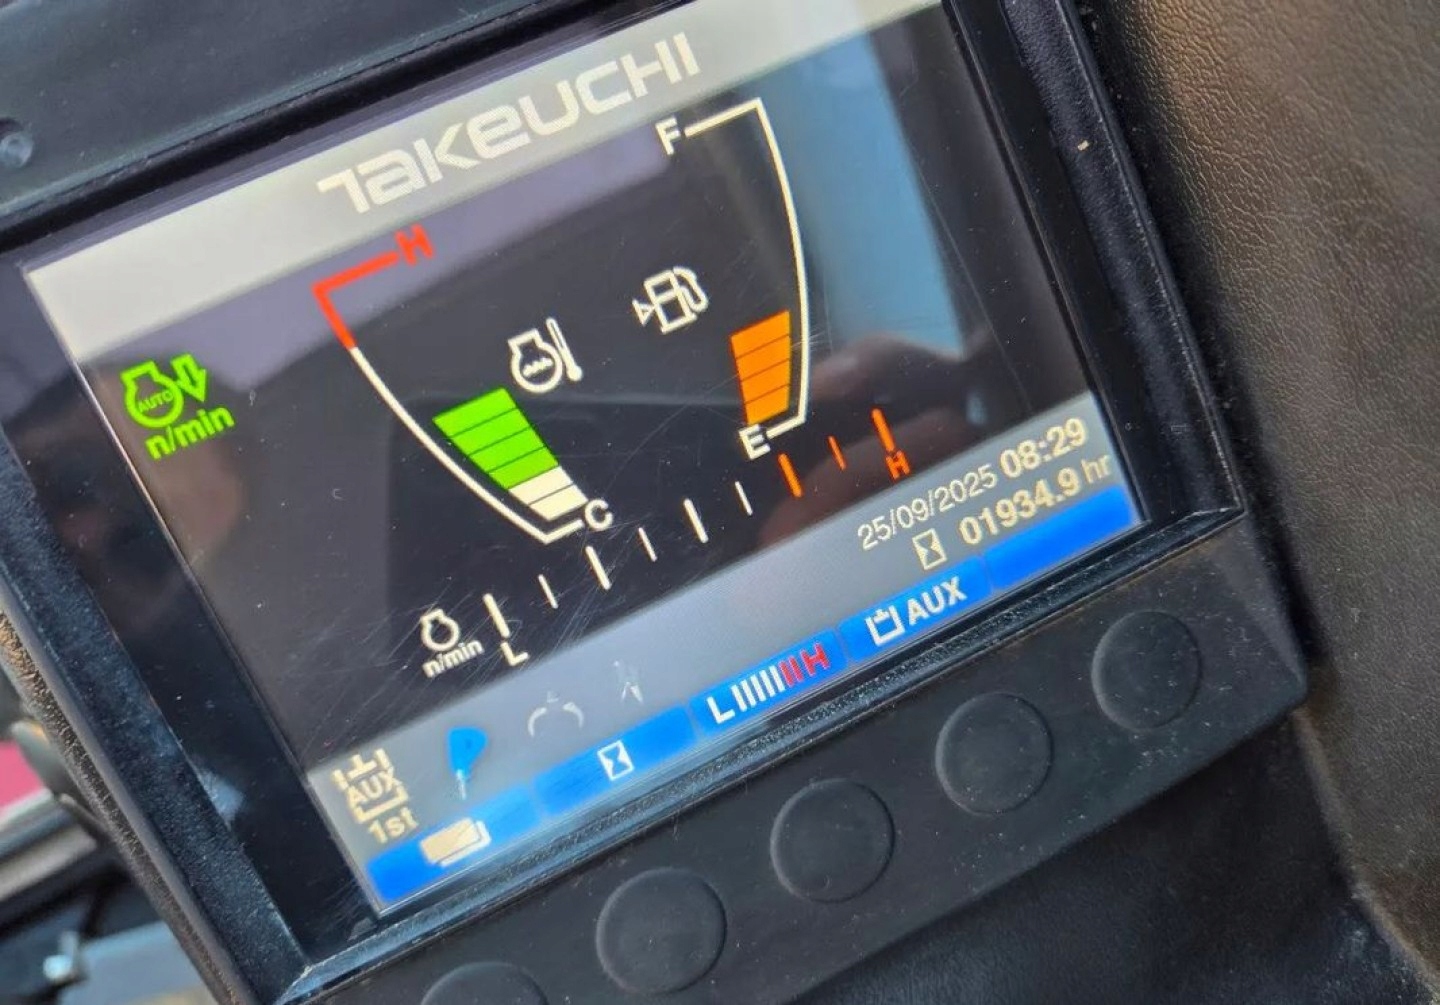 TAKEUCHI
H
F
AUTO
n/min
E
C
H
25/09/2025 08:29
01934.9 hr
n/min
L
L H
AUX
AUX
1st